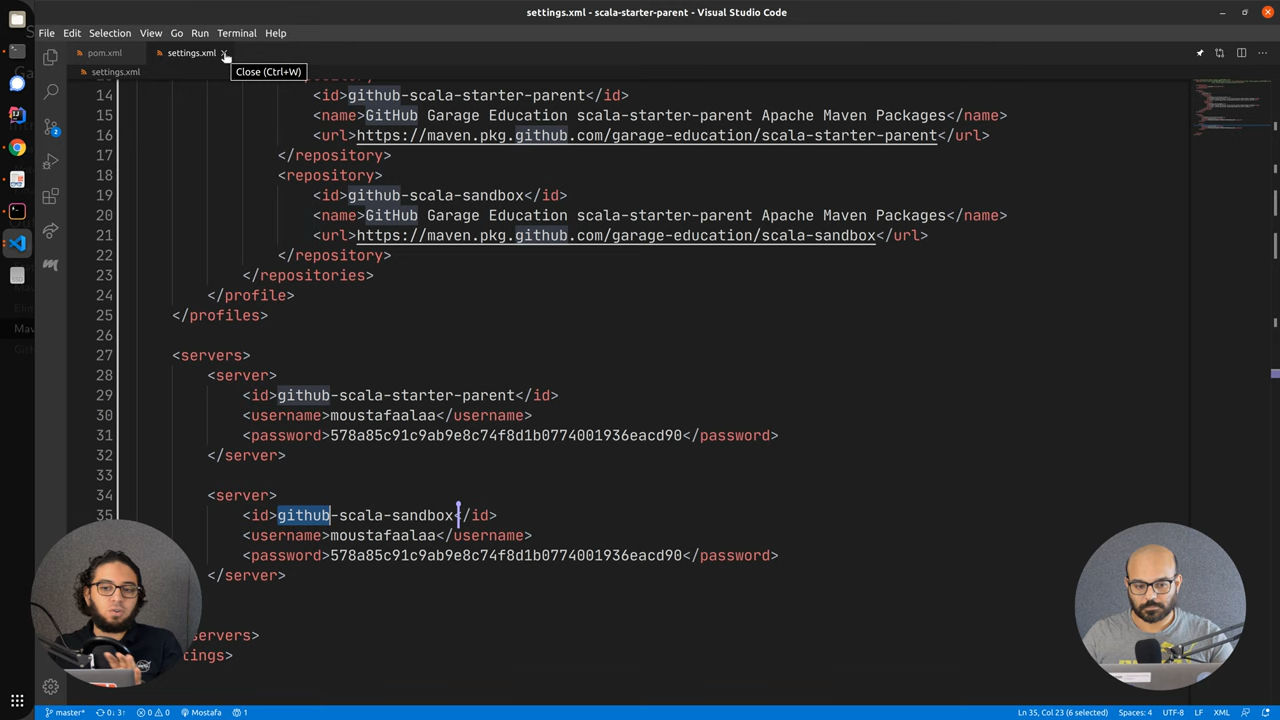 settings.xml - scala-starter-parent - Visual Studio Code
File Edit Selection View Go Run Terminal Help
pom.xml settings.xml
Close (Ctrl+W)
settings.xml
14 <id>github-scala-starter-parent</id>
15 <name>GitHub Garage Education scala-starter-parent Apache Maven Packages</name>
16 <url>https://maven.pkg.github.com/garage-education/scala-starter-parent</url>
17 </repository>
18 <repository>
19 <id>github-scala-sandbox</id>
20 <name>GitHub Garage Education scala-starter-parent Apache Maven Packages</name>
21 <url>https://maven.pkg.github.com/garage-education/scala-sandbox</url>
22 </repository>
23 </repositories>
24 </profile>
25 </profiles>
26
27 <servers>
28 <server>
29 <id>github-scala-starter-parent</id>
30 <username>moustafaalaa</username>
31 <password>578a85c91c9ab9e8c74f8d1b0774001936eacd90</password>
32 </server>
33
34 <server>
35 <id>github-scala-sandbox</id>
<username>moustafaalaa</username>
<password>578a85c91c9ab9e8c74f8d1b0774001936eacd90</password>
</server>
servers>
tings>
2
master* 0↓ 3↑ 0 0 Mostafa 1 Ln 35, Col 23 (6 selected) Spaces: 4 UTF-8 LF XML